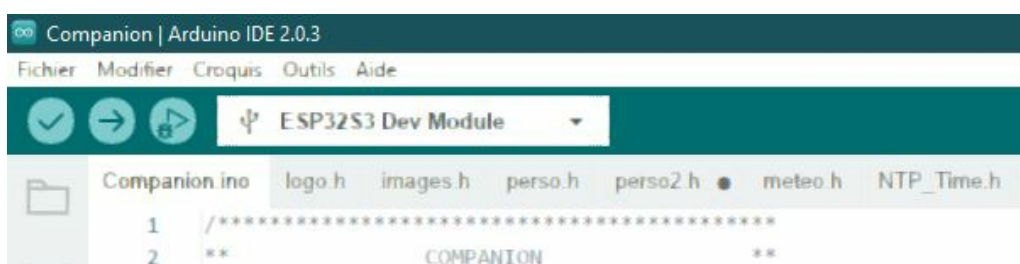 Companion | Arduino IDE 2.0.3
Fichier Modifier Croquis Outils Aide
ESP32S3 Dev Module
Companion.ino logo.h images.h perso.h perso2.h ● meteo.h NTP_Time.h
1 /*******************************************
2 ** COMPANION **